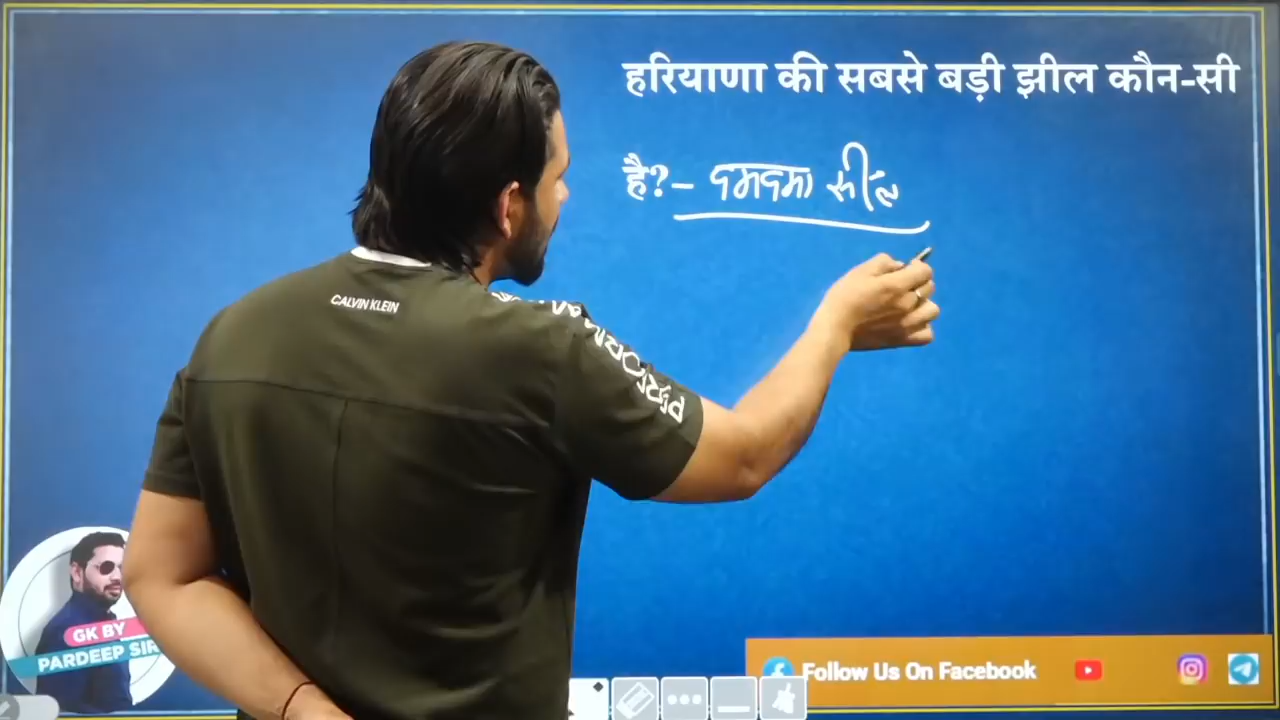 हरियाणा की सबसे बड़ी झील कौन-सी
है?– दमदमा झील
CALVIN KLEIN
GK BY
PARDEEP SIR
Follow Us On Facebook